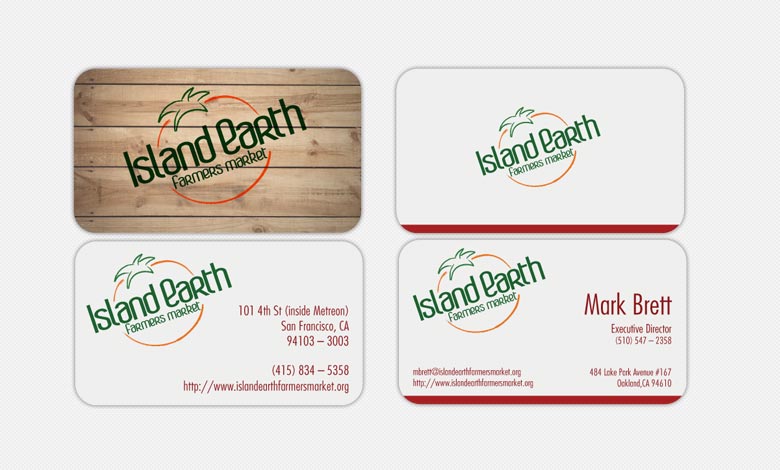 Island Earth
farmers market
Island Earth
farmers market
Island Earth
farmers market
101 4th St (inside Metreon)
San Francisco, CA
94103 – 3003
(415) 834 – 5358
http://www.islandearthfarmersmarket.org
Island Earth
farmers market
Mark Brett
Executive Director
(510) 547 – 2358
mbrett@islandearthfarmersmarket.org
http://www.islandearthfarmersmarket.org
484 Lake Park Avenue #167
Oakland,CA 94610